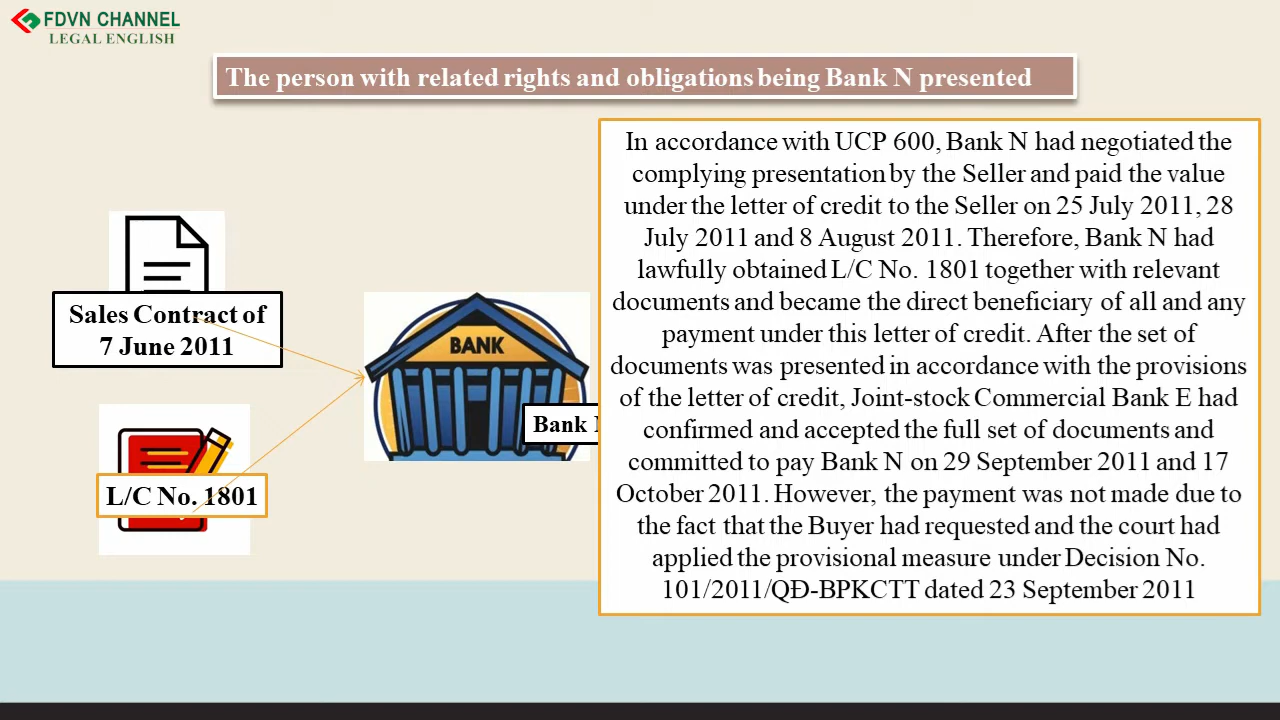 FDVN CHANNEL
LEGAL ENGLISH
The person with related rights and obligations being Bank N presented
In accordance with UCP 600, Bank N had negotiated the
complying presentation by the Seller and paid the value
under the letter of credit to the Seller on 25 July 2011, 28
July 2011 and 8 August 2011. Therefore, Bank N had
lawfully obtained L/C No. 1801 together with relevant
documents and became the direct beneficiary of all and any
payment under this letter of credit. After the set of
documents was presented in accordance with the provisions
of the letter of credit, Joint-stock Commercial Bank E had
confirmed and accepted the full set of documents and
committed to pay Bank N on 29 September 2011 and 17
October 2011. However, the payment was not made due to
the fact that the Buyer had requested and the court had
applied the provisional measure under Decision No.
101/2011/QĐ-BPKCTT dated 23 September 2011
Sales Contract of
7 June 2011
BANK
Bank
L/C No. 1801